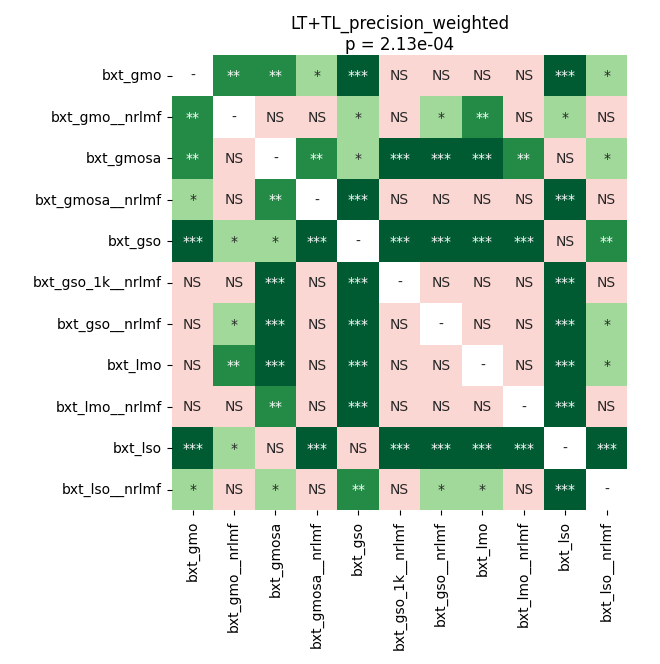 LT+TL_precision_weighted
p = 2.13e-04
bxt_gmo - ** ** * *** NS NS NS NS *** *
bxt_gmo__nrlmf ** - NS NS * NS * ** NS * NS
bxt_gmosa ** NS - ** * *** *** *** ** NS *
bxt_gmosa__nrlmf * NS ** - *** NS NS NS NS *** NS
bxt_gso *** * * *** - *** *** *** *** NS **
bxt_gso_1k__nrlmf NS NS *** NS *** - NS NS NS *** NS
bxt_gso__nrlmf NS * *** NS *** NS - NS NS *** *
bxt_lmo NS ** *** NS *** NS NS - NS *** *
bxt_lmo__nrlmf NS NS ** NS *** NS NS NS - *** NS
bxt_lso *** * NS *** NS *** *** *** *** - ***
bxt_lso__nrlmf * NS * NS ** NS * * NS *** -
bxt_gmo
bxt_gmo__nrlmf
bxt_gmosa
bxt_gmosa__nrlmf
bxt_gso
bxt_gso_1k__nrlmf
bxt_gso__nrlmf
bxt_lmo
bxt_lmo__nrlmf
bxt_lso
bxt_lso__nrlmf